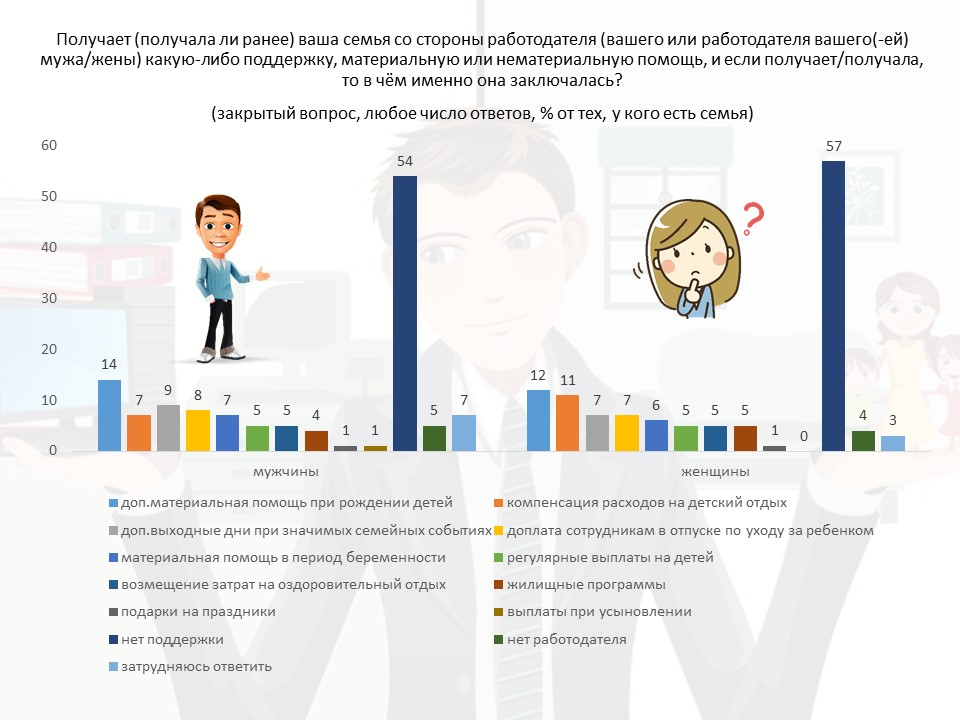 Получает (получала ли ранее) ваша семья со стороны работодателя (вашего или работодателя вашего(-ей)
мужа/жены) какую-либо поддержку, материальную или нематериальную помощь, и если получает/получала,
то в чём именно она заключалась?
(закрытый вопрос, любое число ответов, % от тех, у кого есть семья)
60
50
40
30
20
10
0
14 7 9 8 7 5 5 4 1 1 54 5 7
12 11 7 7 6 5 5 5 1 0 57 4 3
?
мужчины женщины
доп.материальная помощь при рождении детей компенсация расходов на детский отдых
доп.выходные дни при значимых семейных событиях доплата сотрудникам в отпуске по уходу за ребенком
материальная помощь в период беременности регулярные выплаты на детей
возмещение затрат на оздоровительный отдых жилищные программы
подарки на праздники выплаты при усыновлении
нет поддержки нет работодателя
затрудняюсь ответить